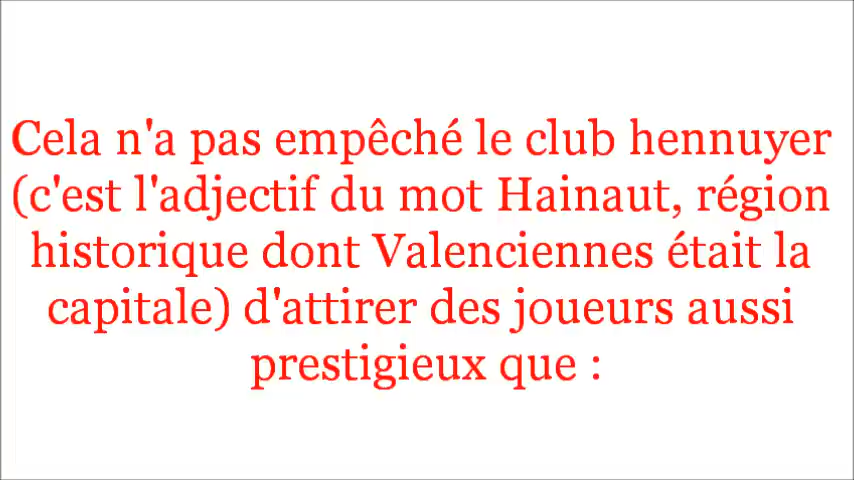 Cela n'a pas empêché le club hennuyer
(c'est l'adjectif du mot Hainaut, région
historique dont Valenciennes était la
capitale) d'attirer des joueurs aussi
prestigieux que :